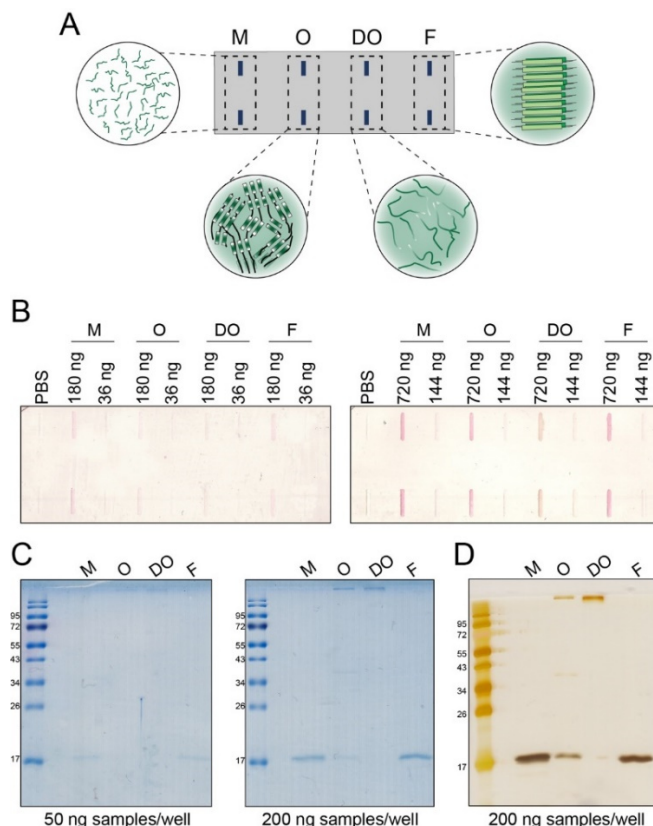 A
M O DO F
B
M O DO F
PBS 180 ng 36 ng 180 ng 36 ng 180 ng 36 ng 180 ng 36 ng
M O DO F
PBS 720 ng 144 ng 720 ng 144 ng 720 ng 144 ng 720 ng 144 ng
C
M O DO F
95
72
55
43
34
26
17
50 ng samples/well
M O DO F
95
72
55
43
34
26
17
200 ng samples/well
D
M O DO F
95
72
55
43
34
26
17
200 ng samples/well